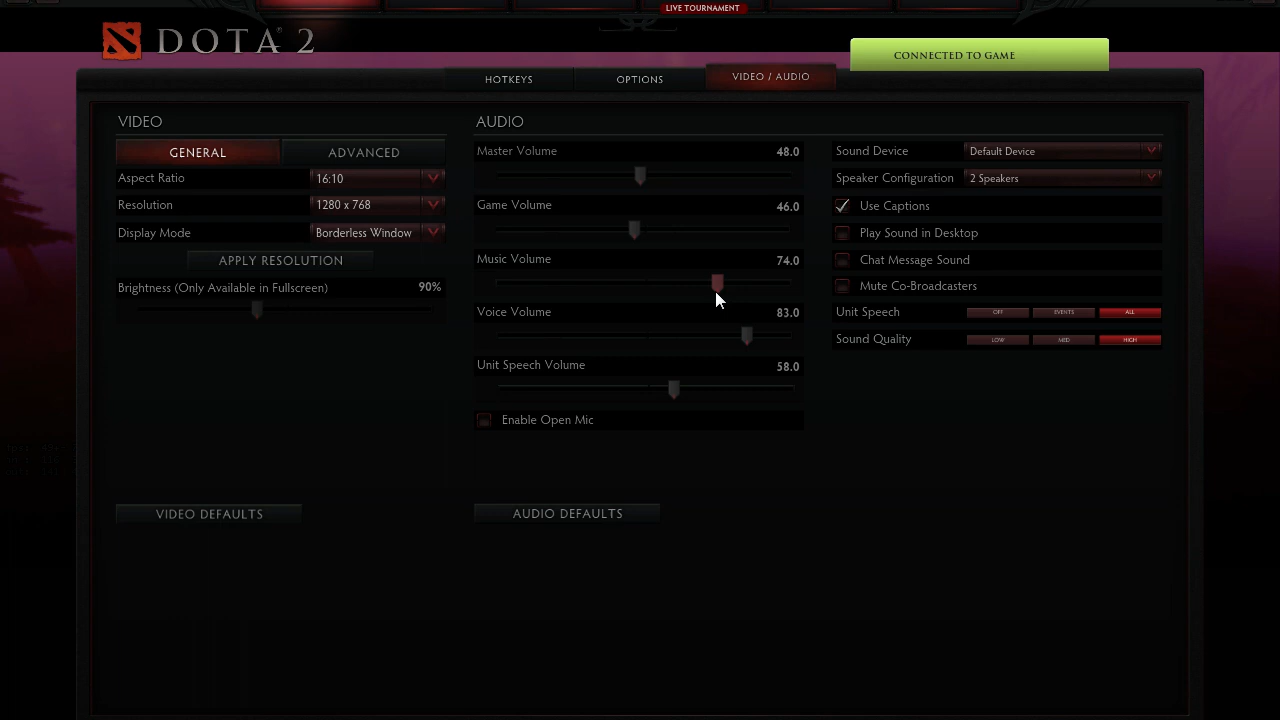 LIVE TOURNAMENT
DOTA 2
CONNECTED TO GAME
HOTKEYS
OPTIONS
VIDEO / AUDIO
VIDEO
GENERAL
ADVANCED
Aspect Ratio
16:10
Resolution
1280 x 768
Display Mode
Borderless Window
APPLY RESOLUTION
Brightness (Only Available in Fullscreen)
90%
VIDEO DEFAULTS
AUDIO
Master Volume
48.0
Game Volume
46.0
Music Volume
74.0
Voice Volume
83.0
Unit Speech Volume
58.0
Enable Open Mic
AUDIO DEFAULTS
Sound Device
Default Device
Speaker Configuration
2 Speakers
Use Captions
Play Sound in Desktop
Chat Message Sound
Mute Co-Broadcasters
Unit Speech
OFF
EVENTS
ALL
Sound Quality
LOW
MED
HIGH